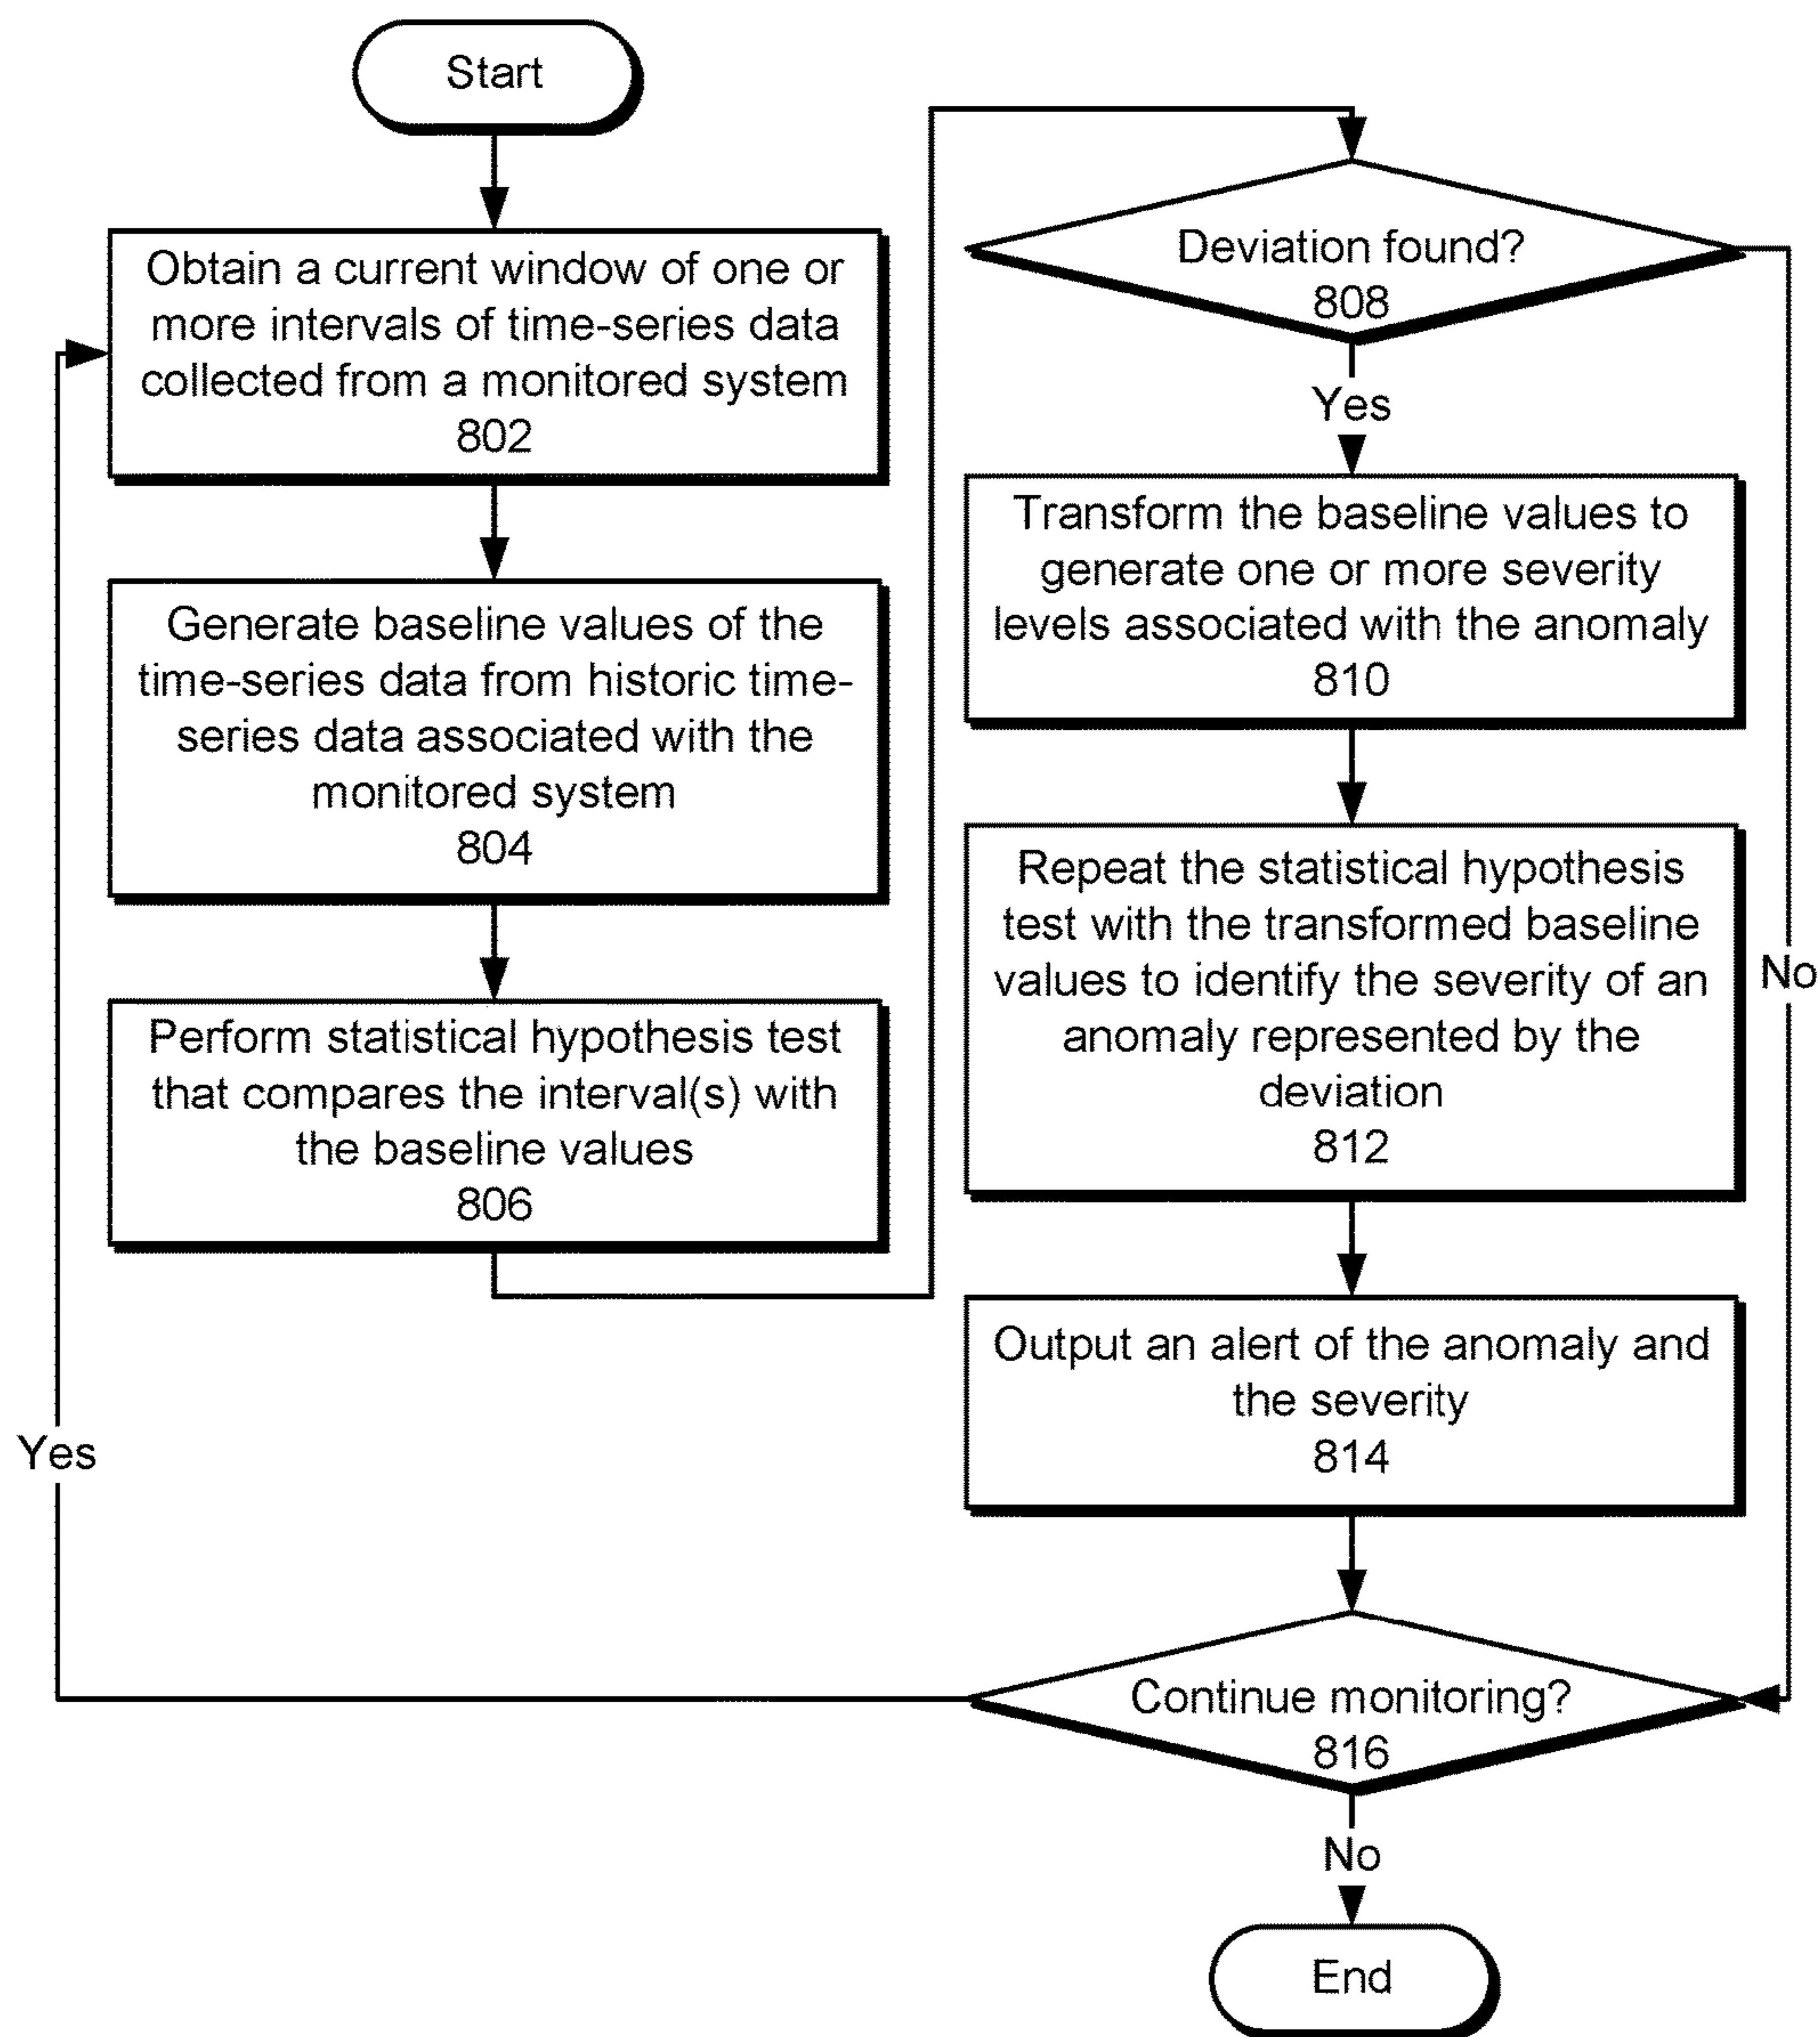 Start
Obtain a current window of one or
more intervals of time-series data
collected from a monitored system
802
Generate baseline values of the
time-series data from historic time-
series data associated with the
monitored system
804
Perform statistical hypothesis test
that compares the interval(s) with
the baseline values
806
Deviation found?
808
Yes
No
Transform the baseline values to
generate one or more severity
levels associated with the anomaly
810
Repeat the statistical hypothesis
test with the transformed baseline
values to identify the severity of an
anomaly represented by the
deviation
812
Output an alert of the anomaly and
the severity
814
Continue monitoring?
816
Yes
No
End